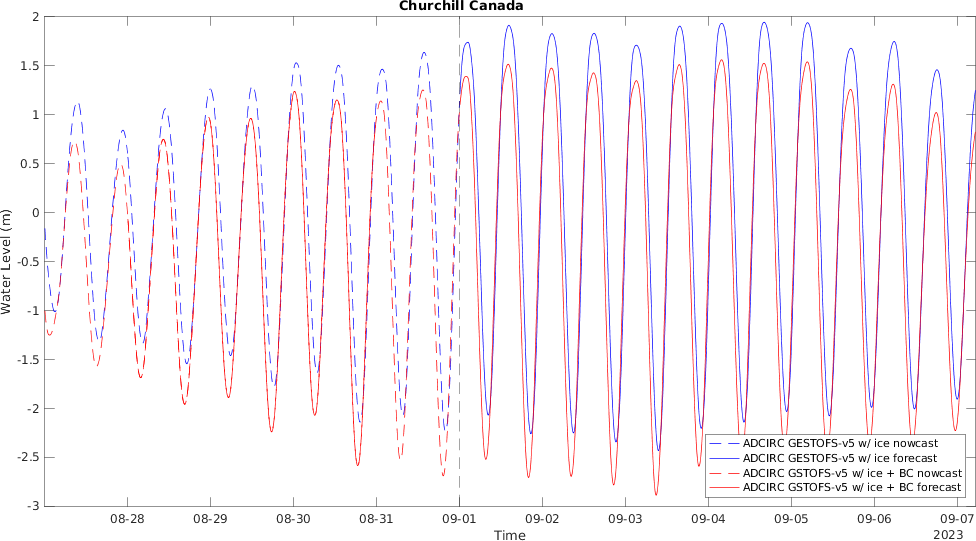 Churchill Canada
2
1.5
1
0.5
0
-0.5
-1
-1.5
-2
-2.5
-3
Water Level (m)
ADCIRC GESTOFS-v5 w/ ice nowcast
ADCIRC GESTOFS-v5 w/ ice forecast
ADCIRC GSTOFS-v5 w/ ice + BC nowcast
ADCIRC GSTOFS-v5 w/ ice + BC forecast
08-28 08-29 08-30 08-31 09-01 09-02 09-03 09-04 09-05 09-06 09-07
Time
2023